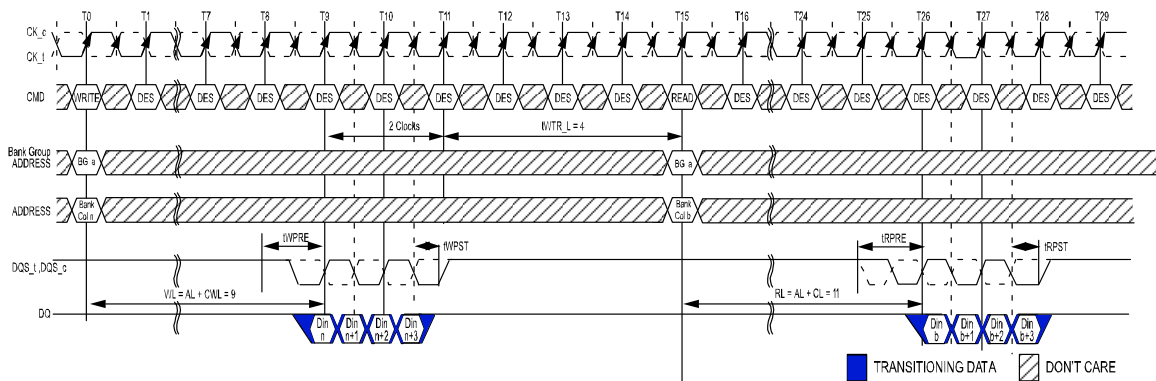 T0 T1 T7 T8 T9 T10 T11 T12 T13 T14 T15 T16 T24 T25 T26 T27 T28 T29
CK_c
CK_t
CMD WRITE DES DES DES DES DES DES DES DES DES READ DES DES DES DES DES DES DES
2 Clocks tWTR_L = 4
Bank Group
ADDRESS BG a BG a
ADDRESS Bank Col n Bank Col b
tWPRE tWPST tRPRE tRPST
DQS_t ,DQS_c
WL = AL + CWL = 9 RL = AL + CL = 11
DQ Din n Din n+1 Din n+2 Din n+3 Din b Din b+1 Din b+2 Din b+3
TRANSITIONING DATA DON'T CARE